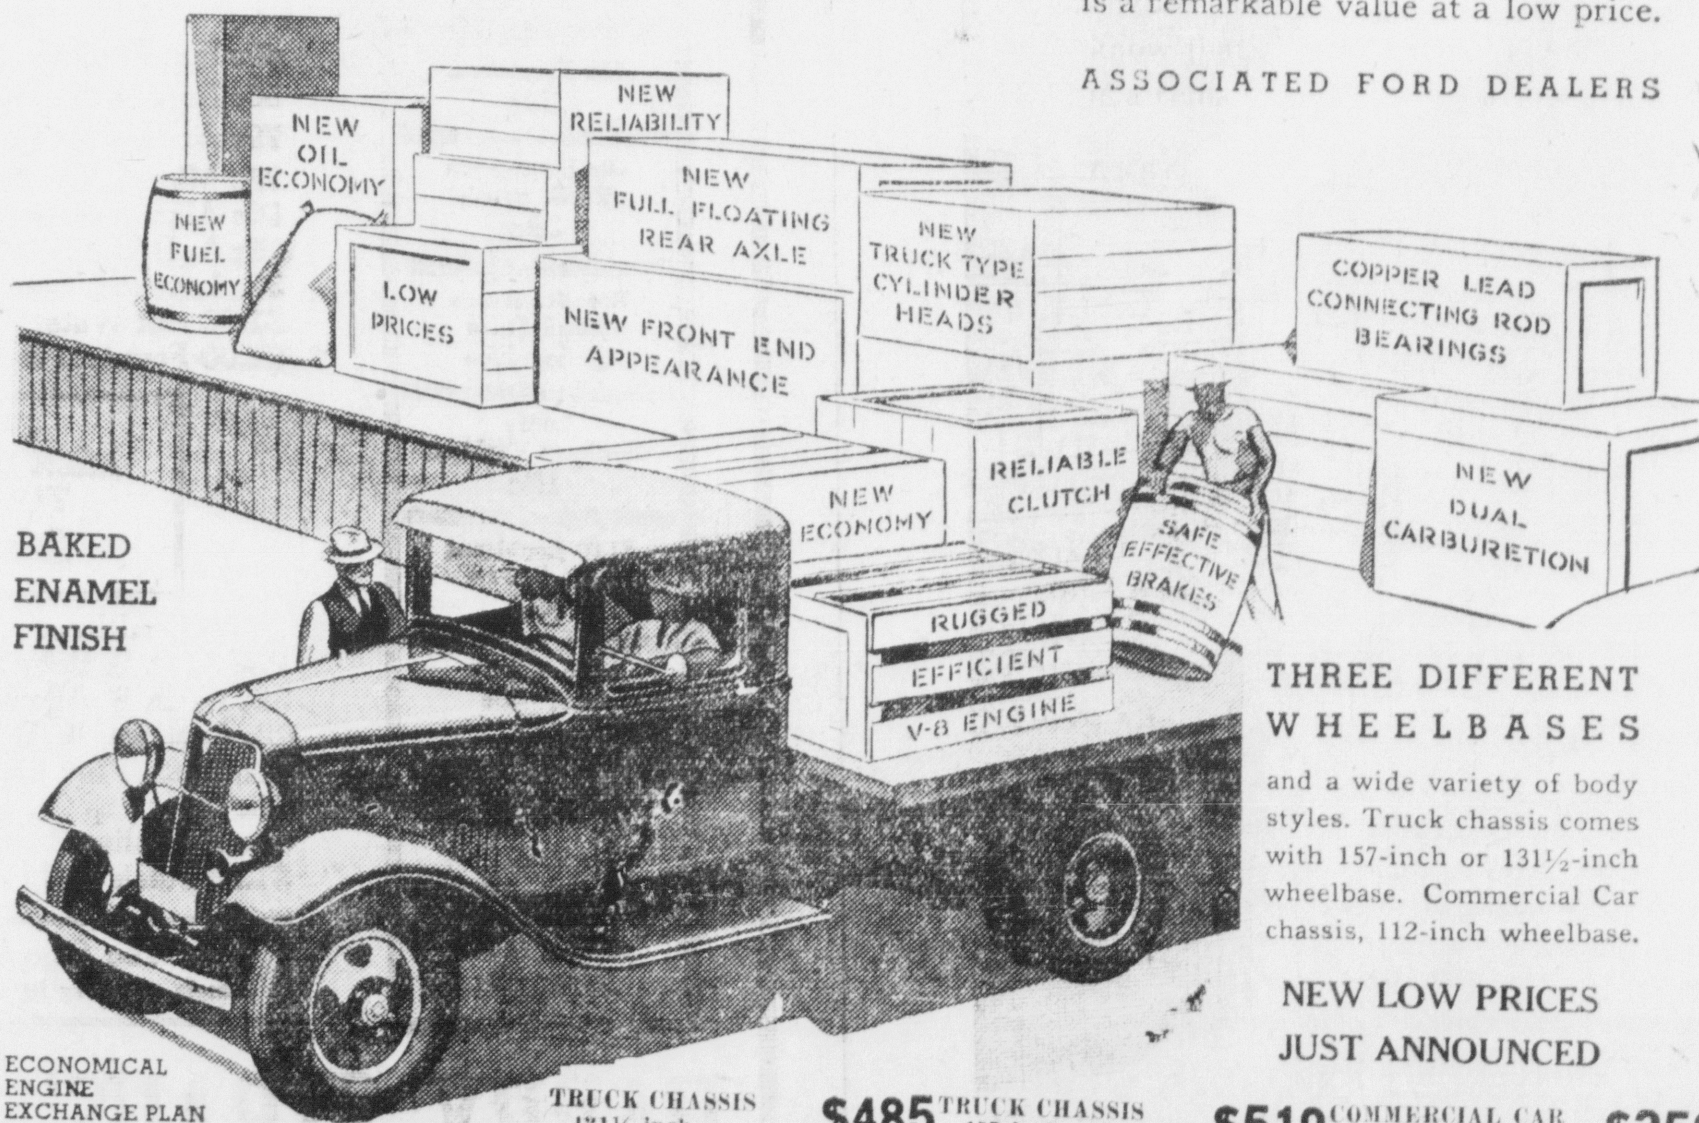 is a remarkable value at a low price.
ASSOCIATED FORD DEALERS
NEW
RELIABILITY
NEW
OIL
ECONOMY
NEW
FUEL
ECONOMY
LOW
PRICES
NEW
FULL FLOATING
REAR AXLE
NEW FRONT END
APPEARANCE
NEW
TRUCK TYPE
CYLINDER
HEADS
COPPER LEAD
CONNECTING ROD
BEARINGS
NEW
DUAL
CARBURETION
RELIABLE
CLUTCH
NEW
ECONOMY
SAFE
EFFECTIVE
BRAKES
RUGGED
EFFICIENT
V-8 ENGINE
BAKED
ENAMEL
FINISH
THREE DIFFERENT
WHEELBASES
and a wide variety of body
styles. Truck chassis comes
with 157-inch or 131½-inch
wheelbase. Commercial Car
chassis, 112-inch wheelbase.
NEW LOW PRICES
JUST ANNOUNCED
ECONOMICAL
ENGINE
EXCHANGE PLAN
TRUCK CHASSIS
131½-inch
$485
TRUCK CHASSIS
COMMERCIAL CAR